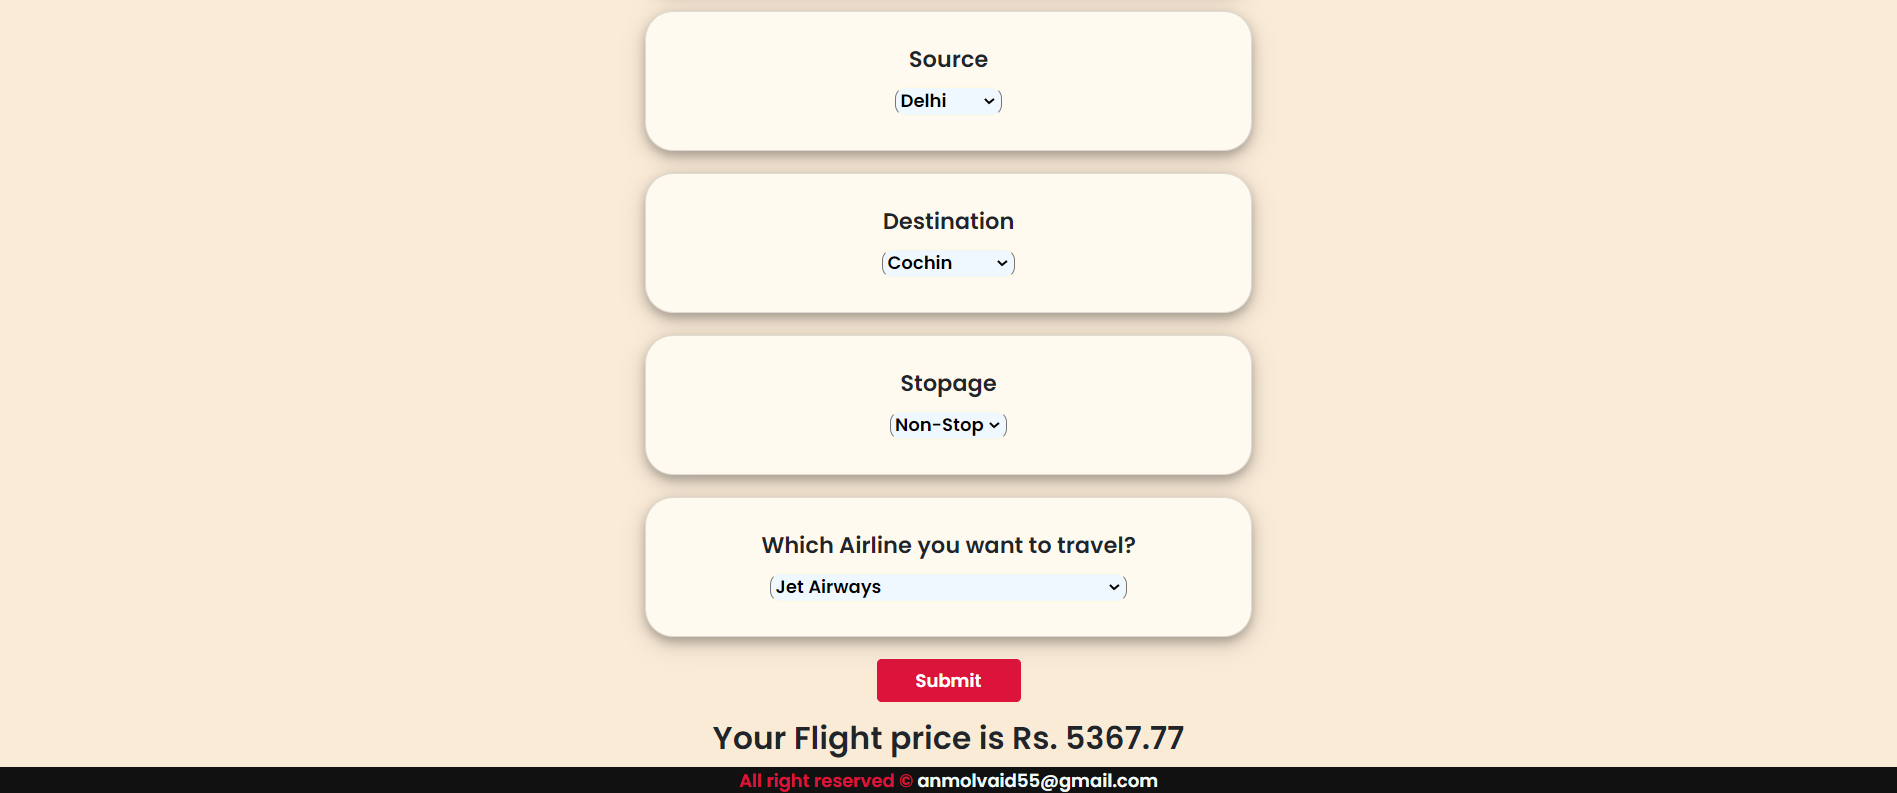 Source
Delhi
Destination
Cochin
Stopage
Non-Stop
Which Airline you want to travel?
Jet Airways
Submit
Your Flight price is Rs. 5367.77
All right reserved © anmolvaid55@gmail.com